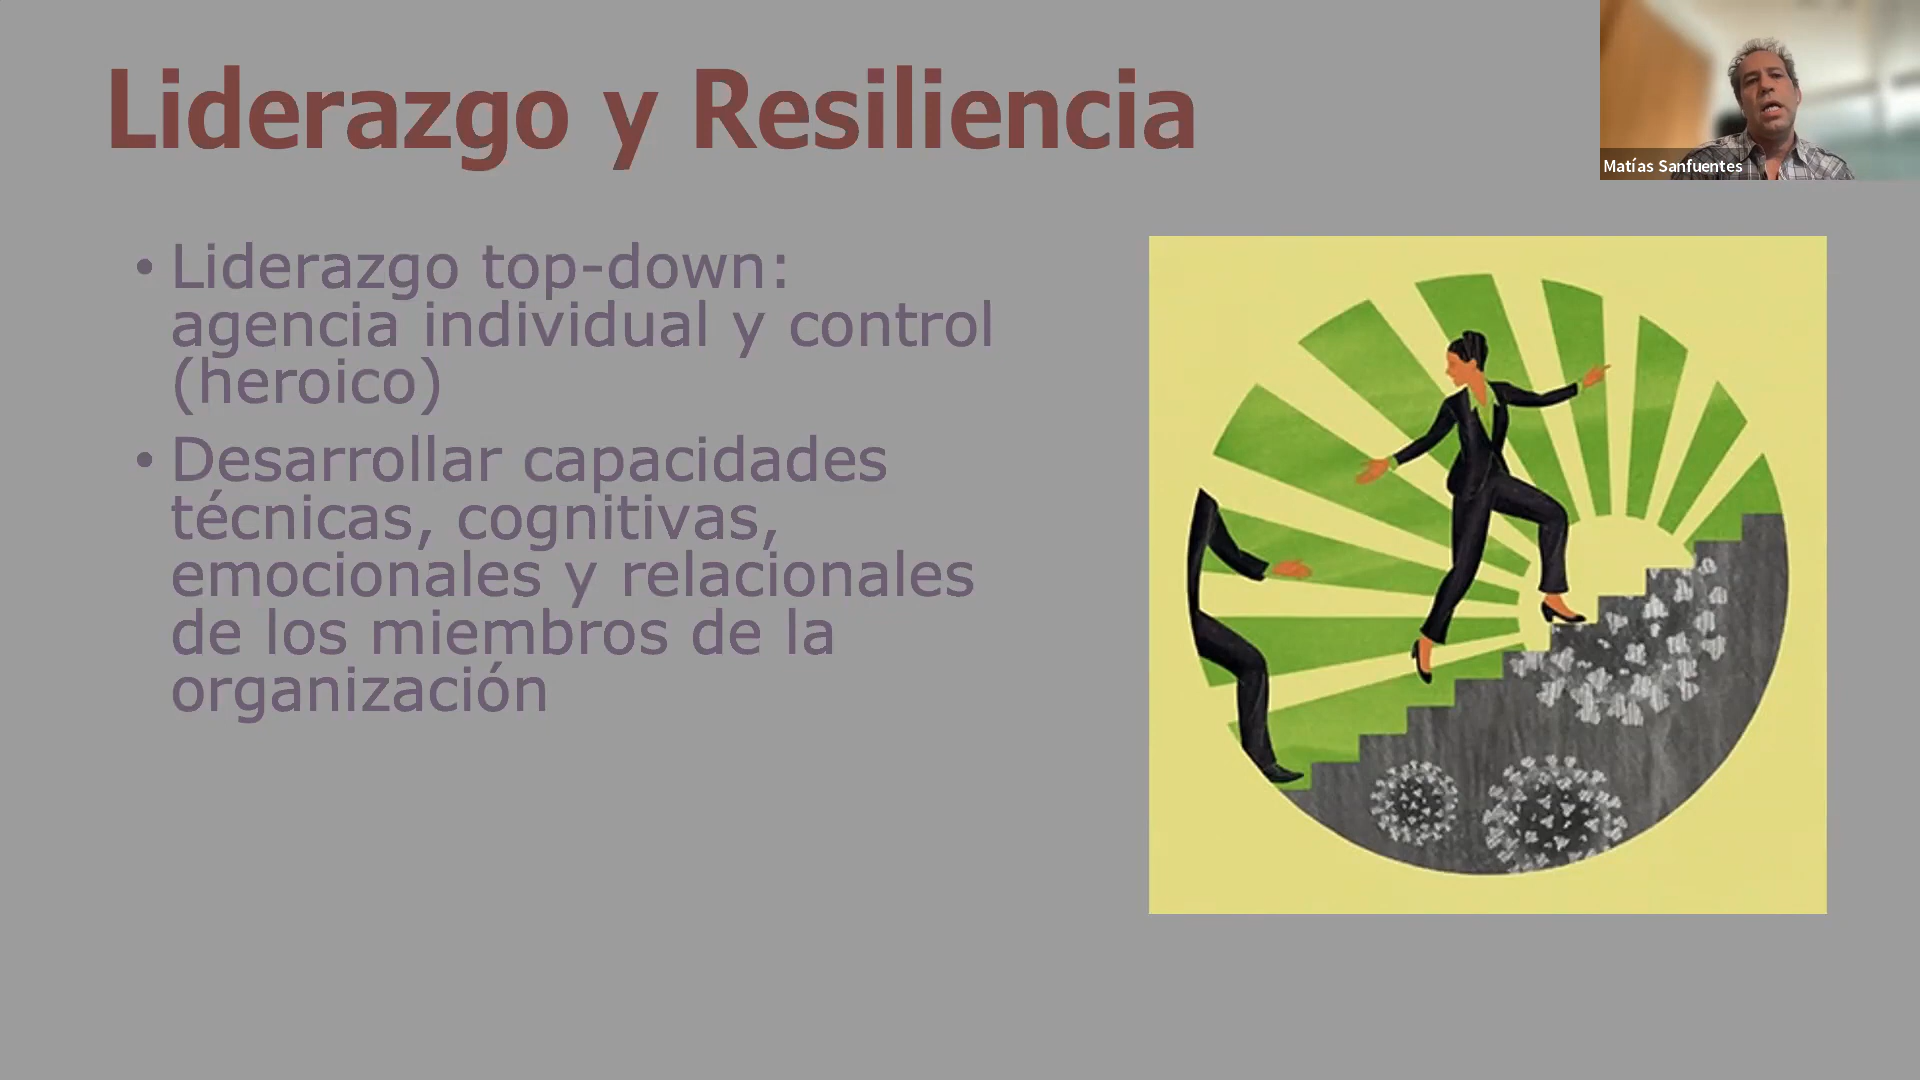 Liderazgo y Resiliencia
Matías Sanfuentes
• Liderazgo top-down:
agencia individual y control
(heroico)
• Desarrollar capacidades
técnicas, cognitivas,
emocionales y relacionales
de los miembros de la
organización